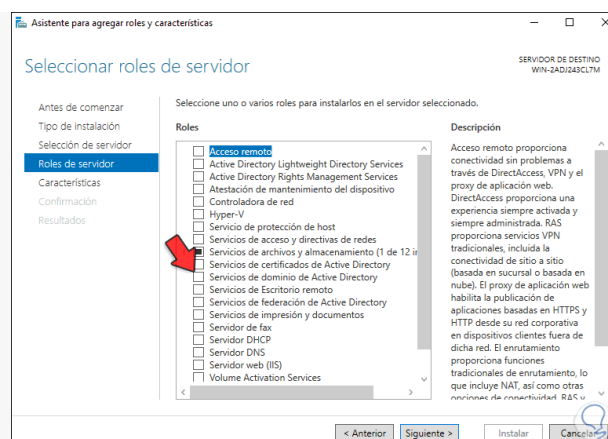 Asistente para agregar roles y características
Seleccionar roles de servidor
SERVIDOR DE DESTINO
WIN-2ADJ243CL7M
Antes de comenzar
Tipo de instalación
Selección de servidor
Roles de servidor
Características
Confirmación
Resultados
Seleccione uno o varios roles para instalarlos en el servidor seleccionado.
Roles
Acceso remoto
Active Directory Lightweight Directory Services
Active Directory Rights Management Services
Atestación de mantenimiento del dispositivo
Controladora de red
Hyper-V
Servicio de protección de host
Servicios de acceso y directivas de redes
Servicios de archivos y almacenamiento (1 de 12 in
Servicios de certificados de Active Directory
Servicios de dominio de Active Directory
Servicios de Escritorio remoto
Servicios de federación de Active Directory
Servicios de impresión y documentos
Servidor de fax
Servidor DHCP
Servidor DNS
Servidor web (IIS)
Volume Activation Services
Descripción
Acceso remoto proporciona
conectividad sin problemas a
través de DirectAccess, VPN y el
proxy de aplicación web.
DirectAccess proporciona una
experiencia siempre activada y
siempre administrada. RAS
proporciona servicios VPN
tradicionales, incluida la
conectividad de sitio a sitio
(basada en sucursal o basada en
nube). El proxy de aplicación web
habilita la publicación de
aplicaciones basadas en HTTPS y
HTTP desde su red corporativa
en dispositivos clientes fuera de
dicha red. El enrutamiento
proporciona funciones
tradicionales de enrutamiento, lo
que incluye NAT, así como otras
opciones de conectividad. RAS y
< Anterior
Siguiente >
Instalar
Cancelar